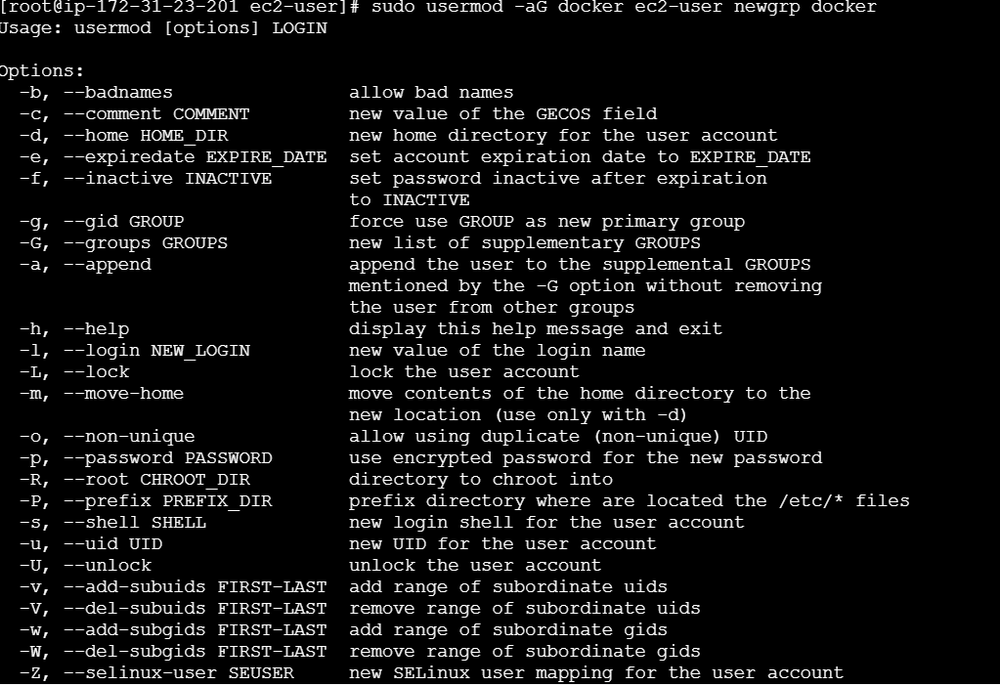 [root@ip-172-31-23-201 ec2-user]# sudo usermod -aG docker ec2-user newgrp docker
Usage: usermod [options] LOGIN
Options:
-b, --badnames allow bad names
-c, --comment COMMENT new value of the GECOS field
-d, --home HOME_DIR new home directory for the user account
-e, --expiredate EXPIRE_DATE set account expiration date to EXPIRE_DATE
-f, --inactive INACTIVE set password inactive after expiration
to INACTIVE
-g, --gid GROUP force use GROUP as new primary group
-G, --groups GROUPS new list of supplementary GROUPS
-a, --append append the user to the supplemental GROUPS
mentioned by the -G option without removing
the user from other groups
-h, --help display this help message and exit
-l, --login NEW_LOGIN new value of the login name
-L, --lock lock the user account
-m, --move-home move contents of the home directory to the
new location (use only with -d)
-o, --non-unique allow using duplicate (non-unique) UID
-p, --password PASSWORD use encrypted password for the new password
-R, --root CHROOT_DIR directory to chroot into
-P, --prefix PREFIX_DIR prefix directory where are located the /etc/* files
-s, --shell SHELL new login shell for the user account
-u, --uid UID new UID for the user account
-U, --unlock unlock the user account
-v, --add-subuids FIRST-LAST add range of subordinate uids
-V, --del-subuids FIRST-LAST remove range of subordinate uids
-w, --add-subgids FIRST-LAST add range of subordinate gids
-W, --del-subgids FIRST-LAST remove range of subordinate gids
-Z, --selinux-user SEUSER new SELinux user mapping for the user account